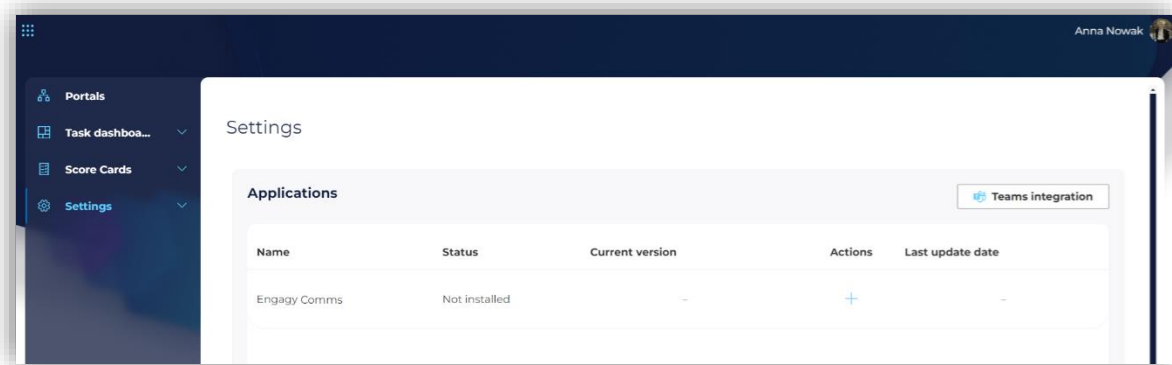 Anna Nowak
Portals
Task dashboa...
Score Cards
Settings
Settings
Applications
Teams integration
Name Status Current version Actions Last update date
Engagy Comms Not installed – + –